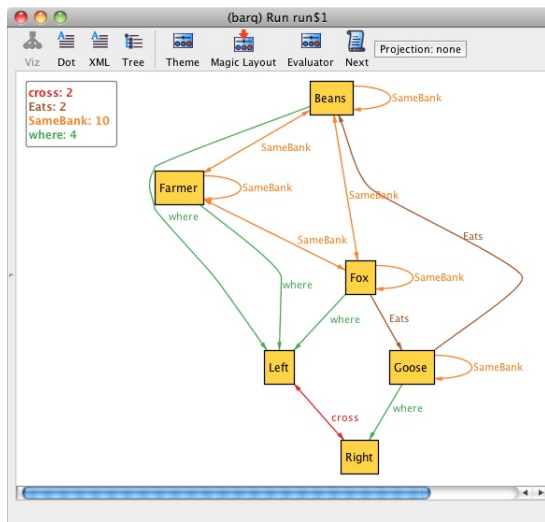 (barq) Run run$1
Viz Dot XML Tree Theme Magic Layout Evaluator Next Projection: none
cross: 2
Eats: 2
SameBank: 10
where: 4
Beans
SameBank
SameBank
Farmer
SameBank
SameBank
where
Eats
SameBank
Fox
SameBank
where
where
Eats
Left
Goose
SameBank
where
cross
Right